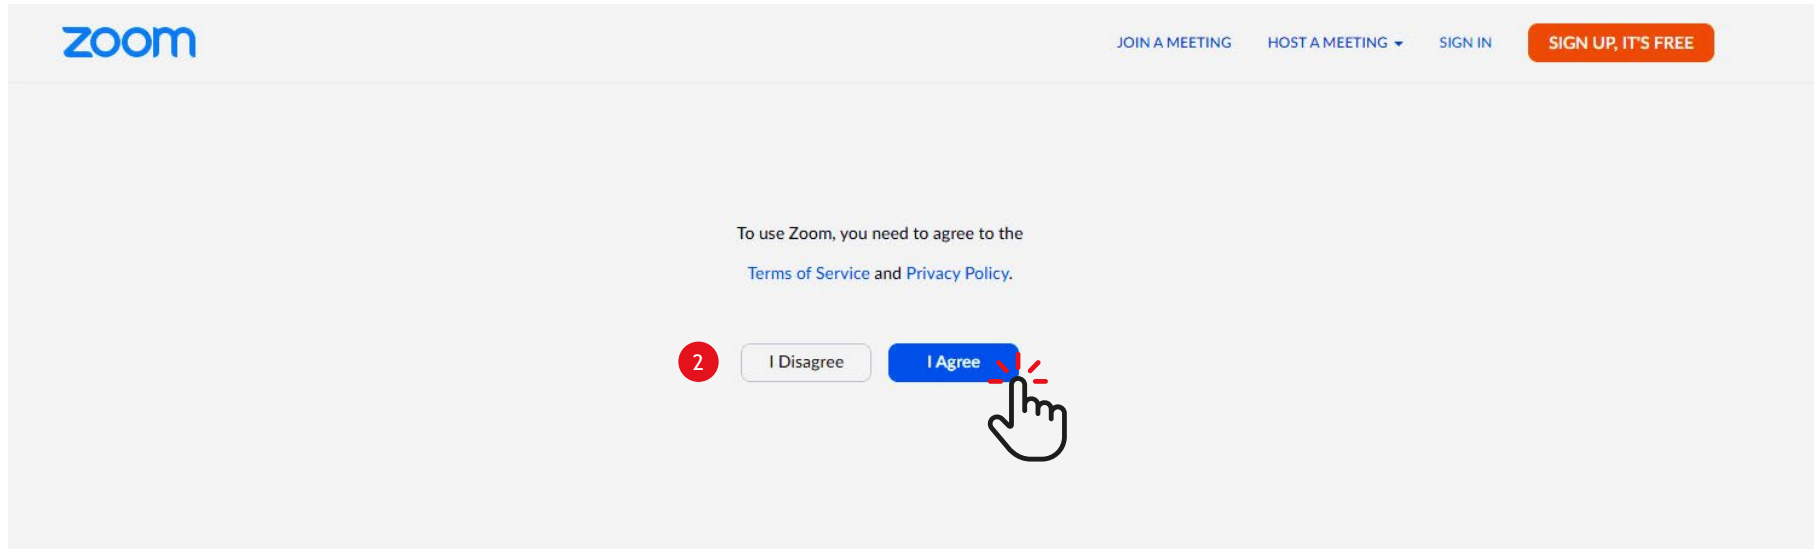 zoom
JOIN A MEETING HOST A MEETING SIGN IN SIGN UP, IT'S FREE
To use Zoom, you need to agree to the
Terms of Service and Privacy Policy.
2 I Disagree I Agree